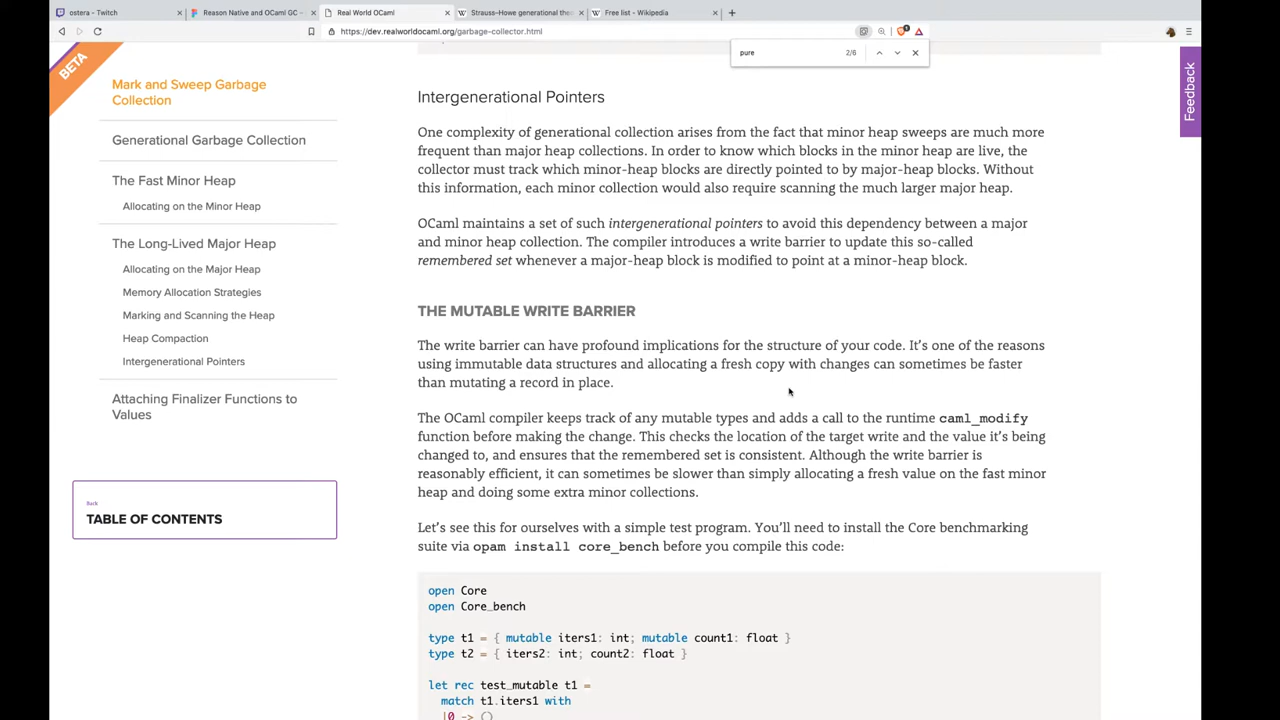 ostera - Twitch
Reason Native and OCaml GC -
Real World OCaml
Strauss–Howe generational the
Free list - Wikipedia
https://dev.realworldocaml.org/garbage-collector.html
pure
2/6
BETA
Feedback
Mark and Sweep Garbage
Collection
Generational Garbage Collection
The Fast Minor Heap
Allocating on the Minor Heap
The Long-Lived Major Heap
Allocating on the Major Heap
Memory Allocation Strategies
Marking and Scanning the Heap
Heap Compaction
Intergenerational Pointers
Attaching Finalizer Functions to
Values
Back
TABLE OF CONTENTS
Intergenerational Pointers
One complexity of generational collection arises from the fact that minor heap sweeps are much more
frequent than major heap collections. In order to know which blocks in the minor heap are live, the
collector must track which minor-heap blocks are directly pointed to by major-heap blocks. Without
this information, each minor collection would also require scanning the much larger major heap.
OCaml maintains a set of such intergenerational pointers to avoid this dependency between a major
and minor heap collection. The compiler introduces a write barrier to update this so-called
remembered set whenever a major-heap block is modified to point at a minor-heap block.
THE MUTABLE WRITE BARRIER
The write barrier can have profound implications for the structure of your code. It's one of the reasons
using immutable data structures and allocating a fresh copy with changes can sometimes be faster
than mutating a record in place.
The OCaml compiler keeps track of any mutable types and adds a call to the runtime caml_modify
function before making the change. This checks the location of the target write and the value it's being
changed to, and ensures that the remembered set is consistent. Although the write barrier is
reasonably efficient, it can sometimes be slower than simply allocating a fresh value on the fast minor
heap and doing some extra minor collections.
Let's see this for ourselves with a simple test program. You'll need to install the Core benchmarking
suite via opam install core_bench before you compile this code:
open Core
open Core_bench
type t1 = { mutable iters1: int; mutable count1: float }
type t2 = { iters2: int; count2: float }
let rec test_mutable t1 =
match t1.iters1 with
|0 -> ()